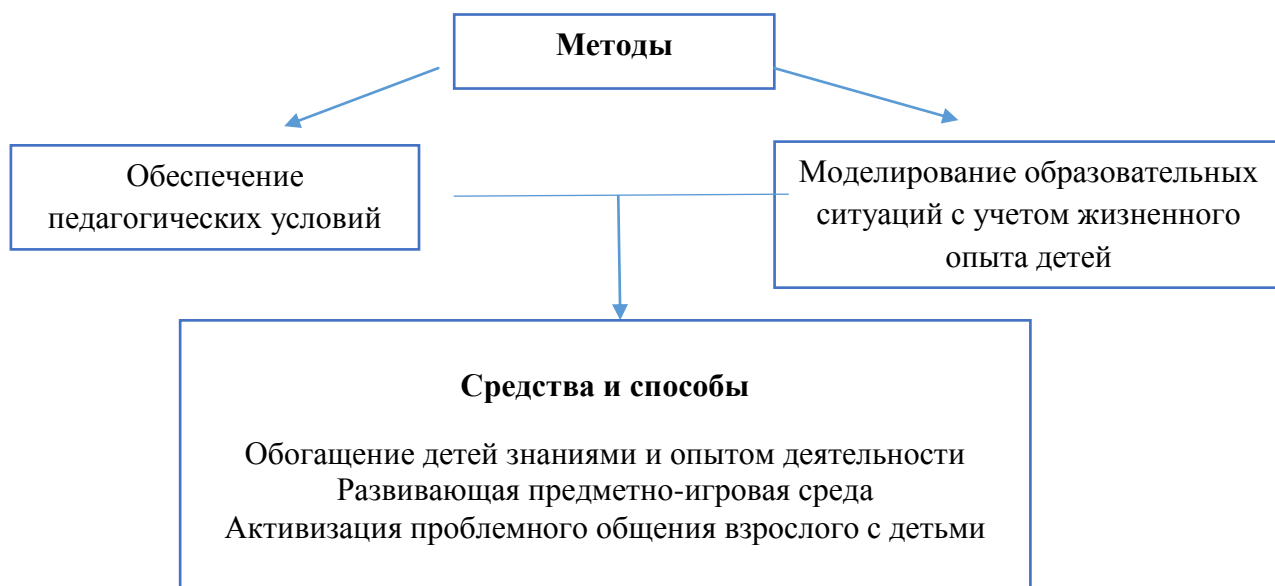 Методы
Обеспечение
педагогических условий
Моделирование образовательных
ситуаций с учетом жизненного
опыта детей
Средства и способы
Обогащение детей знаниями и опытом деятельности
Развивающая предметно-игровая среда
Активизация проблемного общения взрослого с детьми